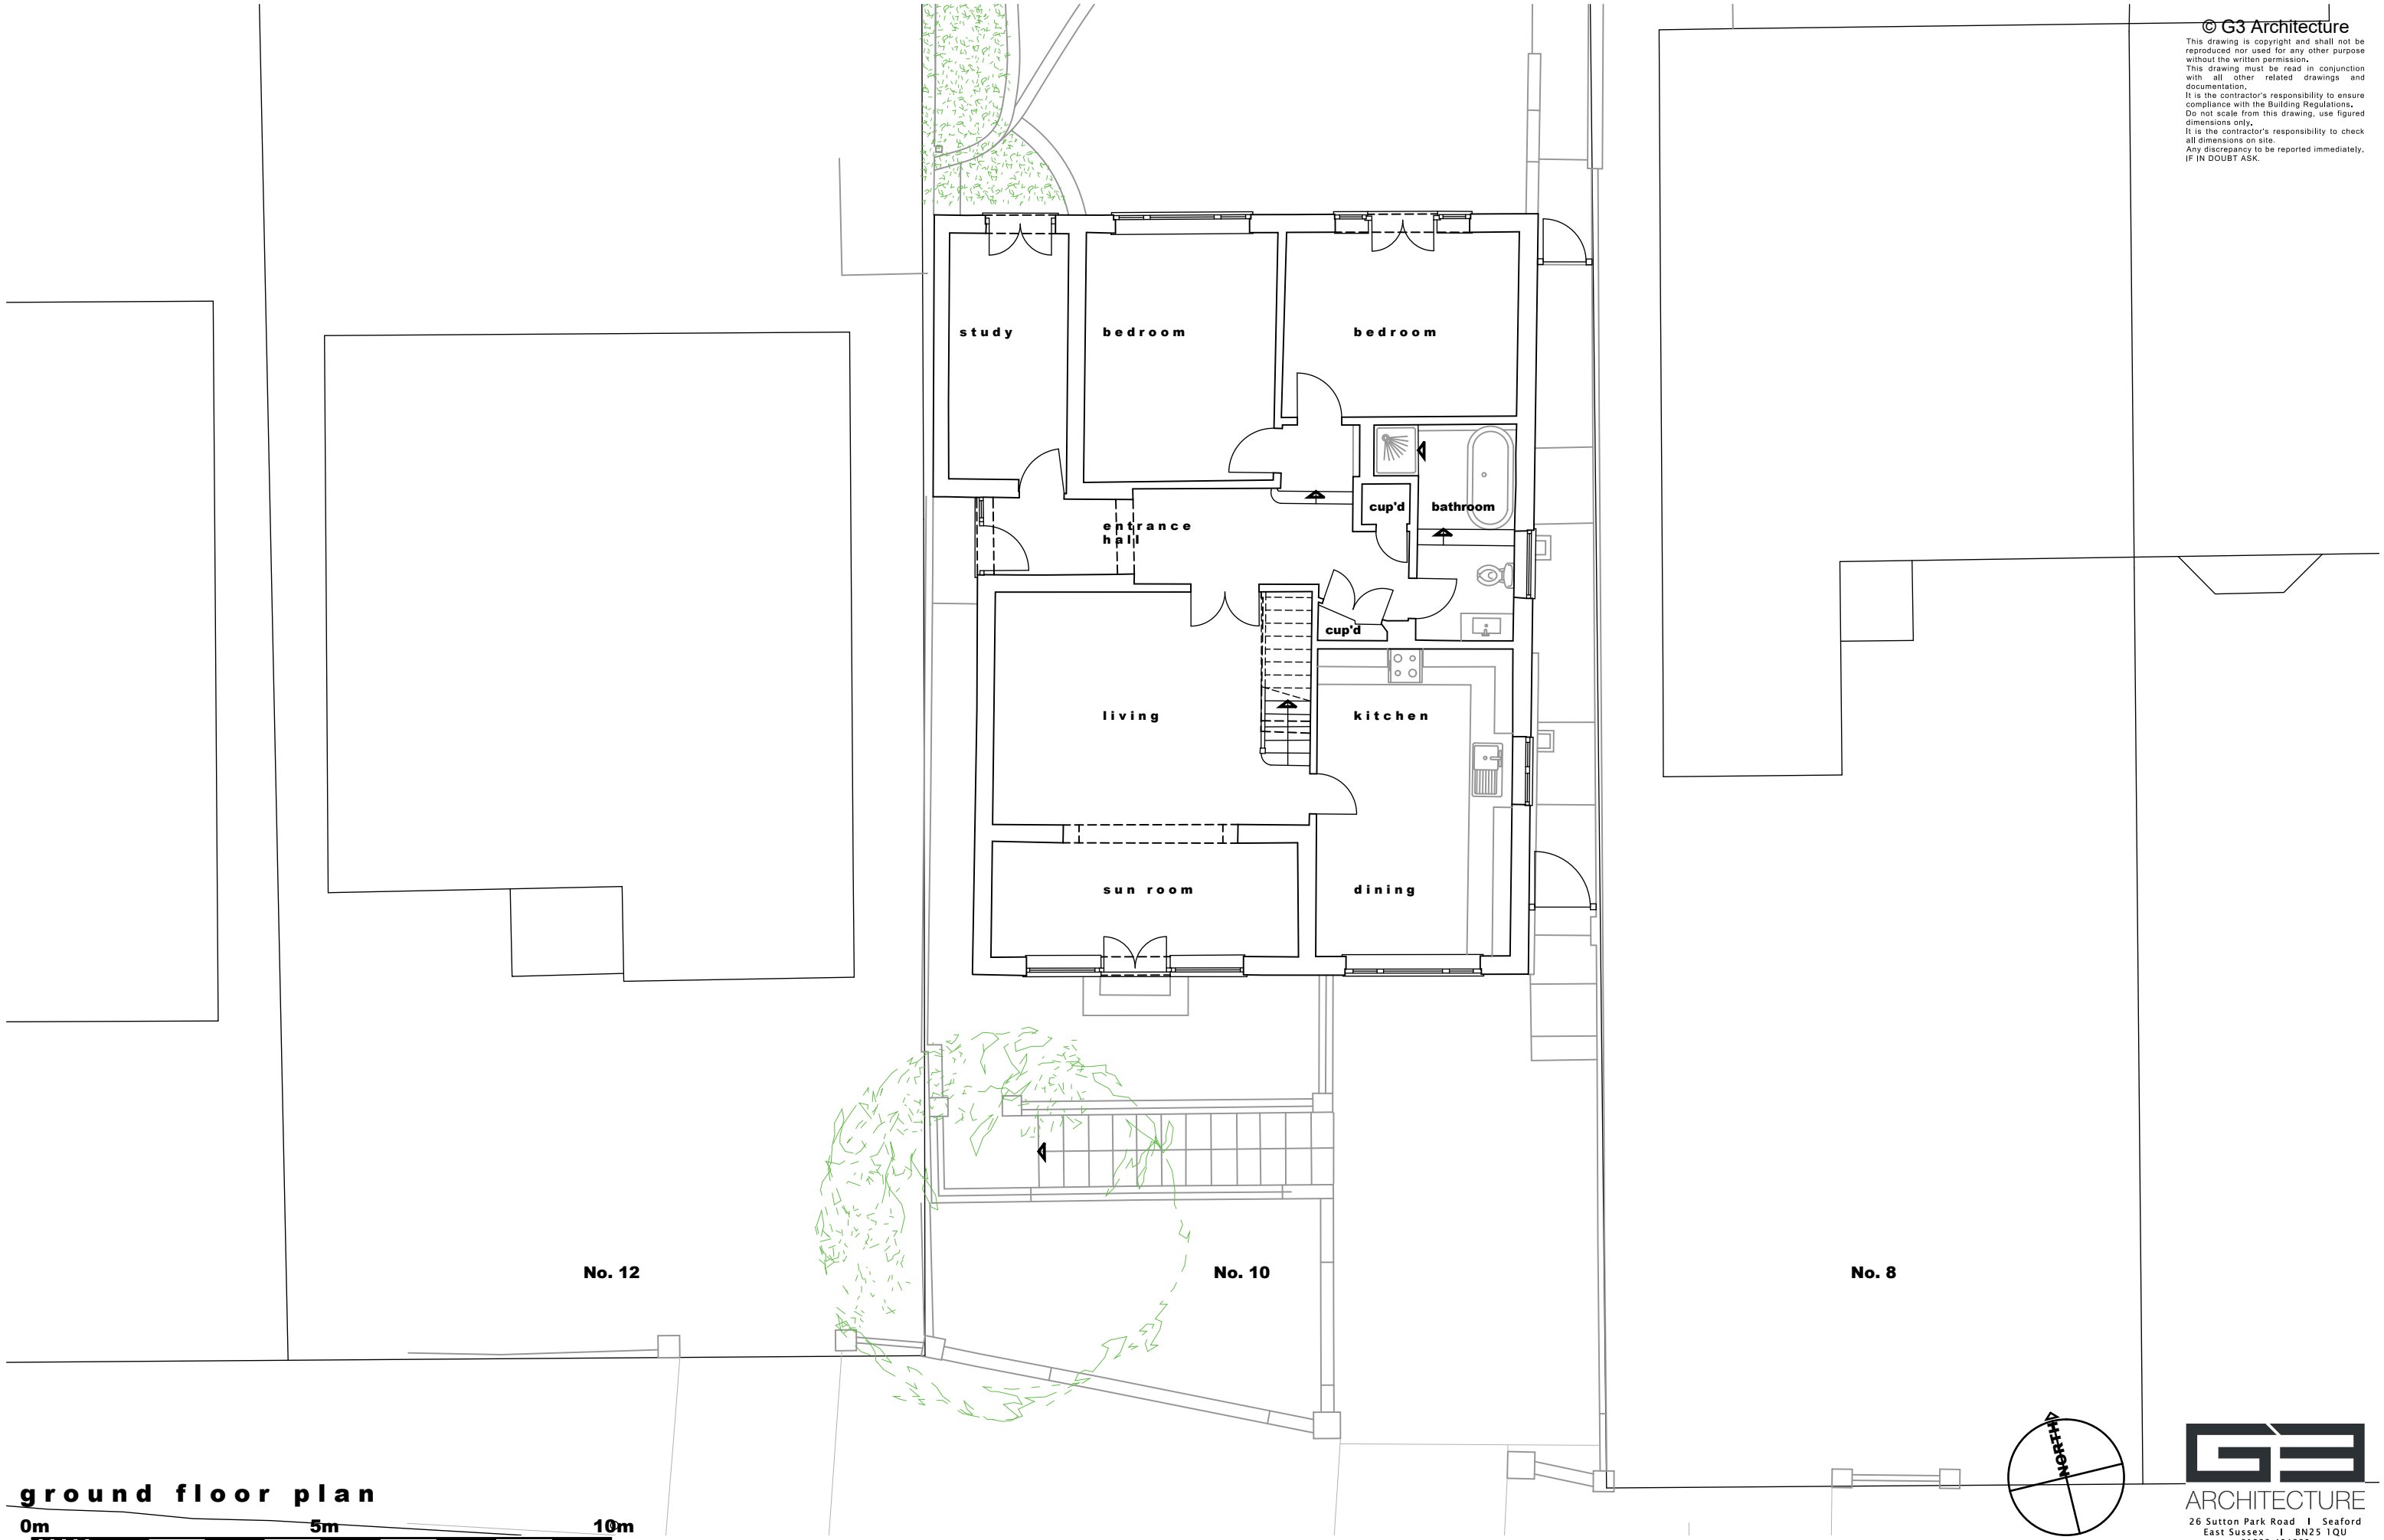 © G3 Architecture
This drawing is copyright and shall not be
reproduced nor used for any other purpose
without the written permission.
This drawing must be read in conjunction
with all other related drawings and
documentation.
It is the contractor's responsibility to ensure
compliance with the Building Regulations.
Do not scale from this drawing, use figured
dimensions only.
It is the contractor's responsibility to check
all dimensions on site.
Any discrepancy to be reported immediately,
IF IN DOUBT ASK.
study
bedroom
bedroom
cup'd
bathroom
entrance
hall
cup'd
living
kitchen
sun room
dining
No. 12
No. 10
No. 8
NORTH
G3
ARCHITECTURE
26 Sutton Park Road I Seaford
East Sussex I BN25 1QU
ground floor plan
0m
5m
10m